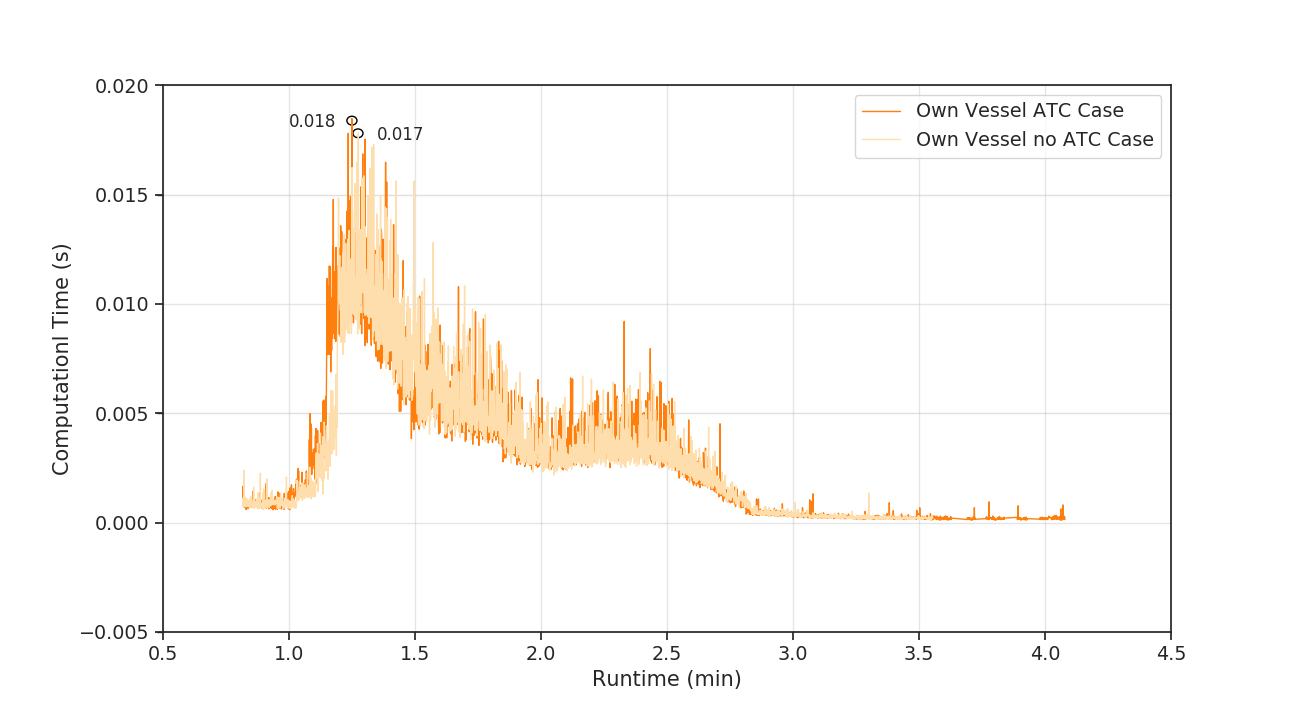 0.020
0.015
0.010
0.005
0.000
−0.005
0.5 1.0 1.5 2.0 2.5 3.0 3.5 4.0 4.5
Runtime (min)
Computationl Time (s)
0.018
0.017
Own Vessel ATC Case
Own Vessel no ATC Case